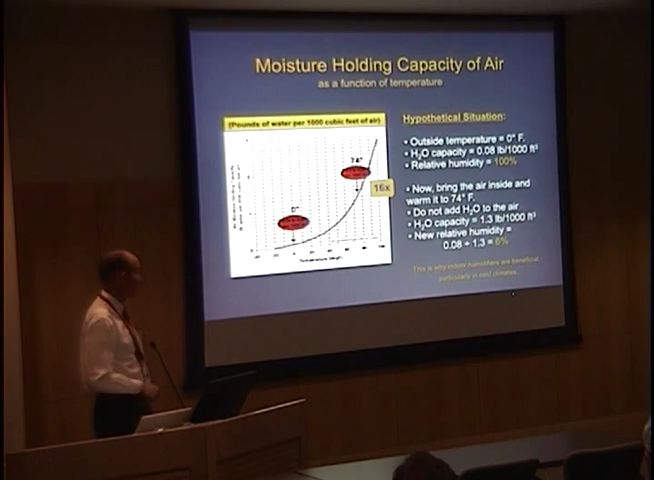 Moisture Holding Capacity of Air
as a function of temperature
(Pounds of water per 1000 cubic feet of air)
74°
16x
0°
Hypothetical Situation:
• Outside temperature = 0° F.
• H₂O capacity = 0.08 lb/1000 ft³
• Relative humidity = 100%
• Now, bring the air inside and
warm it to 74° F.
• Do not add H₂O to the air
• H₂O capacity = 1.3 lb/1000 ft³
• New relative humidity =
0.08 ÷ 1.3 = 6%
This is why indoor humidifiers are beneficial,
particularly in cold climates.